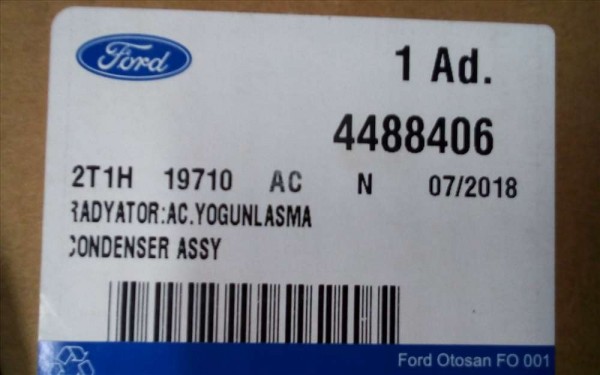 Ford
1 Ad.
4488406
2T1H 19710 AC N 07/2018
RADYATOR:AC.YOGUNLASMA
CONDENSER ASSY
Ford Otosan FO 001